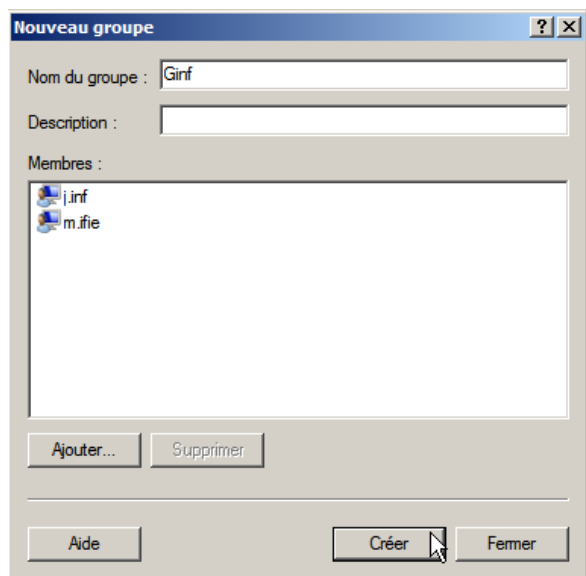 Nouveau groupe
Nom du groupe : Ginf
Description :
Membres :
j.inf
m.ifie
Ajouter... Supprimer
Aide Créer Fermer